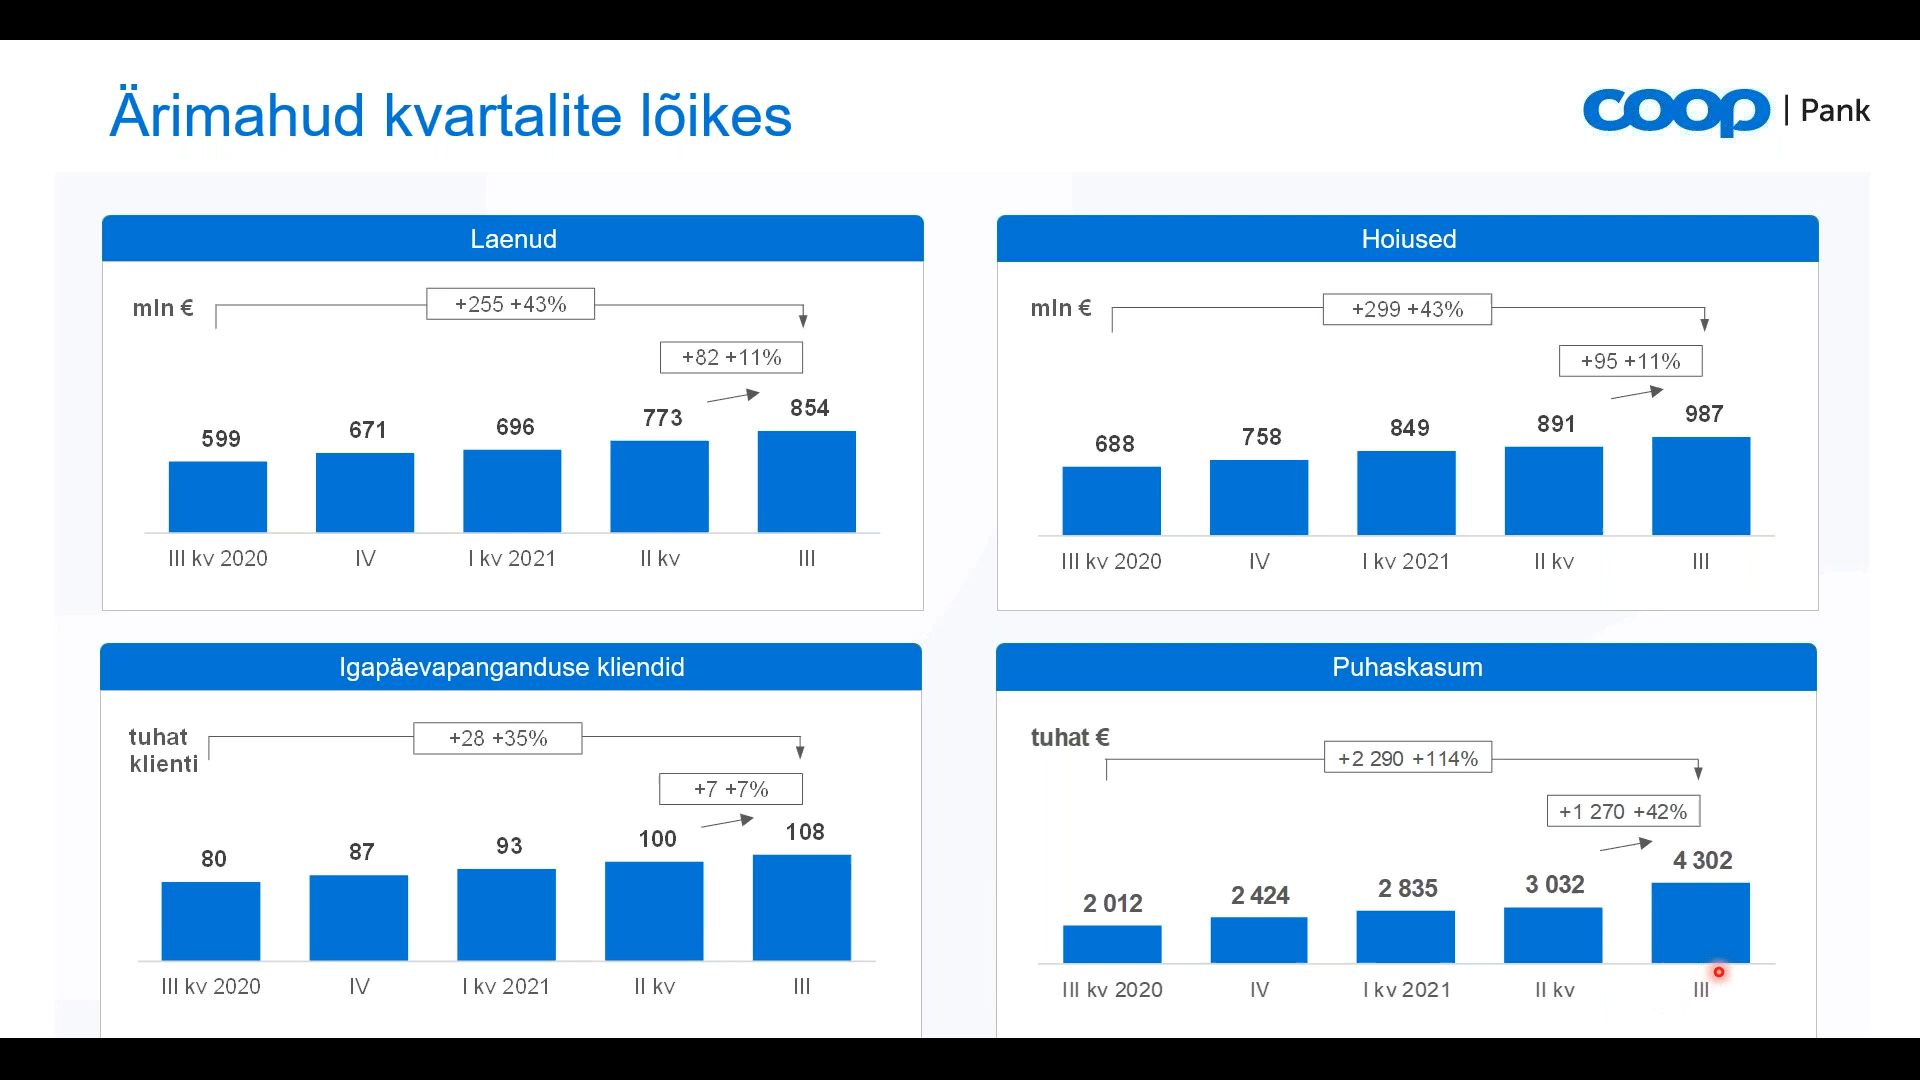 Ärimahud kvartalite lõikes
coop | Pank
Laenud
mln €
+255 +43%
+82 +11%
599
671
696
773
854
III kv 2020
IV
I kv 2021
II kv
III
Hoiused
mln €
+299 +43%
+95 +11%
688
758
849
891
987
III kv 2020
IV
I kv 2021
II kv
III
Igapäevapanganduse kliendid
tuhat
klienti
+28 +35%
+7 +7%
80
87
93
100
108
III kv 2020
IV
I kv 2021
II kv
III
Puhaskasum
tuhat €
+2 290 +114%
+1 270 +42%
2 012
2 424
2 835
3 032
4 302
III kv 2020
IV
I kv 2021
II kv
III